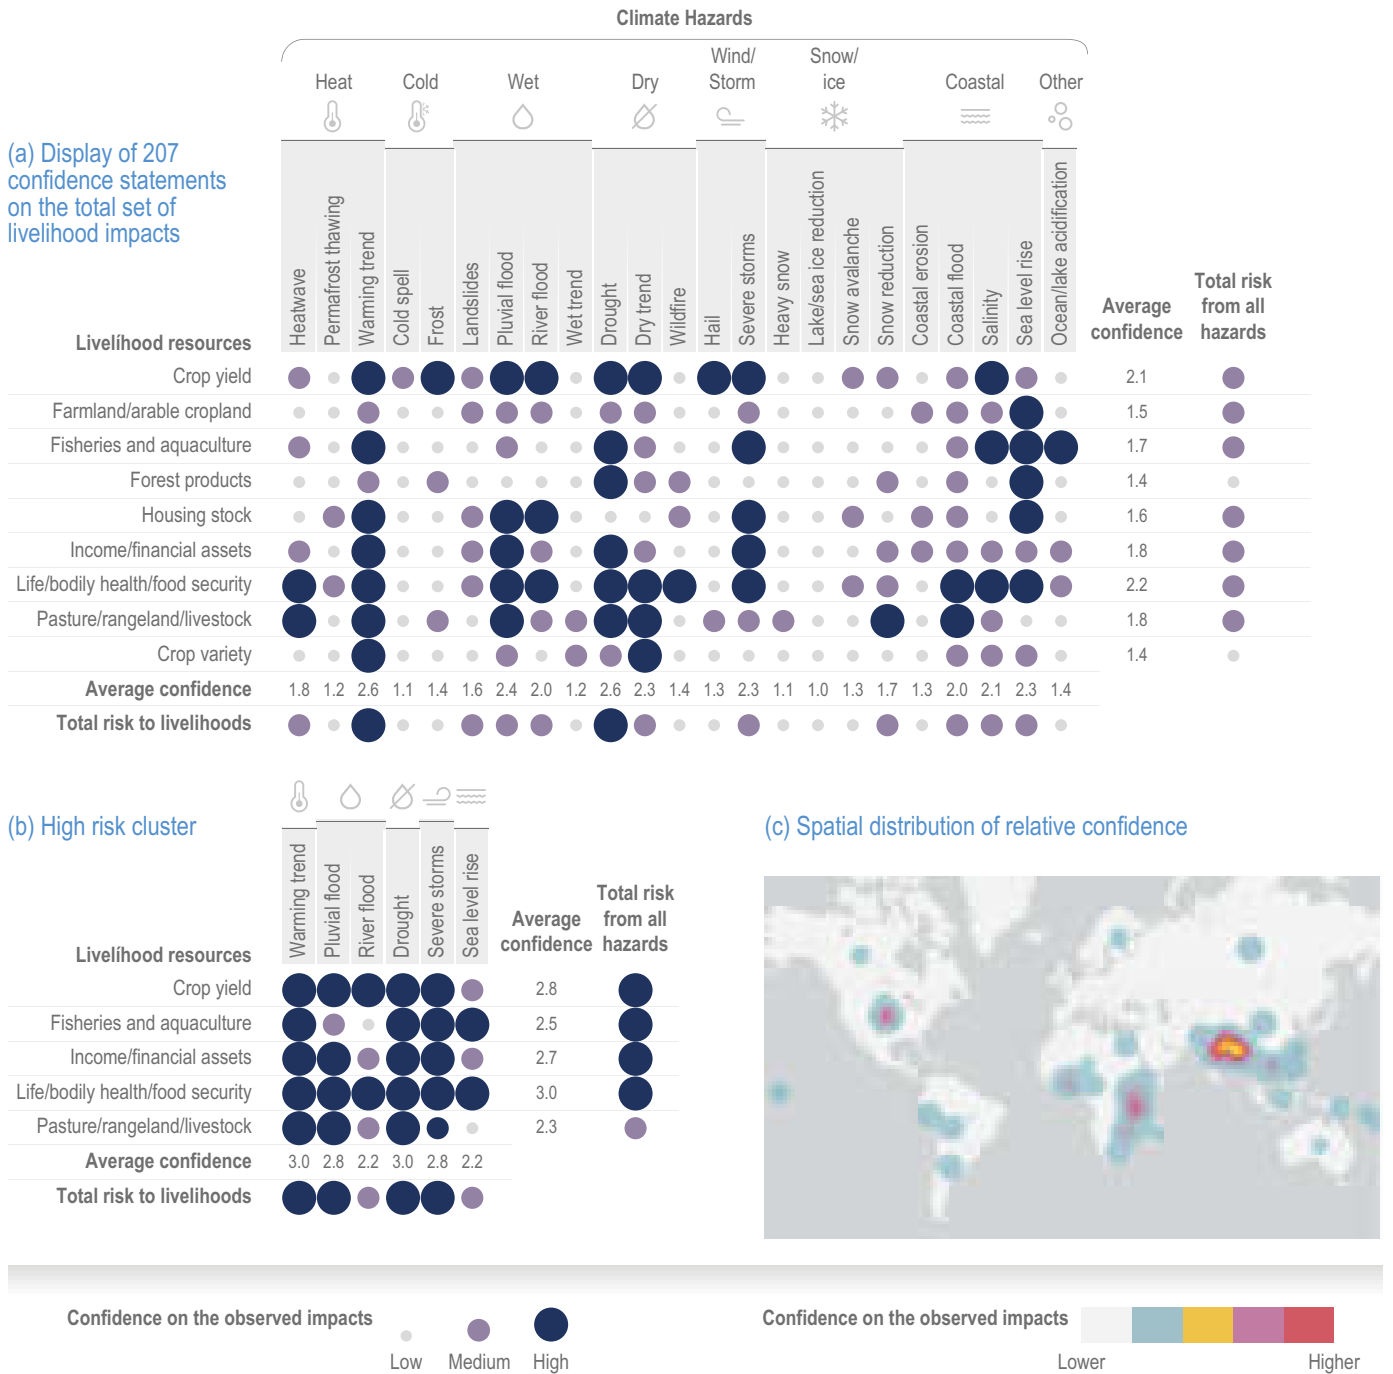 Climate Hazards
Heat
Cold
Wet
Dry
Wind/
Storm
Snow/
ice
Coastal
Other
(a) Display of 207
confidence statements
on the total set of
livelihood impacts
Heatwave
Permafrost thawing
Warming trend
Cold spell
Frost
Landslides
Pluvial flood
River flood
Wet trend
Drought
Dry trend
Wildfire
Hail
Severe storms
Heavy snow
Lake/sea ice reduction
Snow avalanche
Snow reduction
Coastal erosion
Coastal flood
Salinity
Sea level rise
Ocean/lake acidification
Average
confidence
Total risk
from all
hazards
Livelíhood resources
Crop yield 2.1
Farmland/arable cropland 1.5
Fisheries and aquaculture 1.7
Forest products 1.4
Housing stock 1.6
Income/financial assets 1.8
Life/bodily health/food security 2.2
Pasture/rangeland/livestock 1.8
Crop variety 1.4
Average confidence 1.8 1.2 2.6 1.1 1.4 1.6 2.4 2.0 1.2 2.6 2.3 1.4 1.3 2.3 1.1 1.0 1.3 1.7 1.3 2.0 2.1 2.3 1.4
Total risk to livelihoods
(b) High risk cluster
Warming trend
Pluvial flood
River flood
Drought
Severe storms
Sea level rise
Average
confidence
Total risk
from all
hazards
Livelíhood resources
Crop yield 2.8
Fisheries and aquaculture 2.5
Income/financial assets 2.7
Life/bodily health/food security 3.0
Pasture/rangeland/livestock 2.3
Average confidence 3.0 2.8 2.2 3.0 2.8 2.2
Total risk to livelihoods
(c) Spatial distribution of relative confidence
Confidence on the observed impacts
Low Medium High
Confidence on the observed impacts
Lower Higher